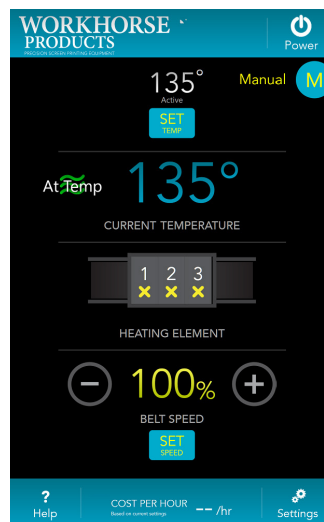 WORKHORSE
PRODUCTS
PRECISION SCREEN PRINTING EQUIPMENT
Power
135°
Active
Manual
M
SET
TEMP
At Temp
135°
CURRENT TEMPERATURE
1 2 3
HEATING ELEMENT
− 100% +
BELT SPEED
SET
SPEED
?
Help
COST PER HOUR
Based on current settings
-- /hr
Settings